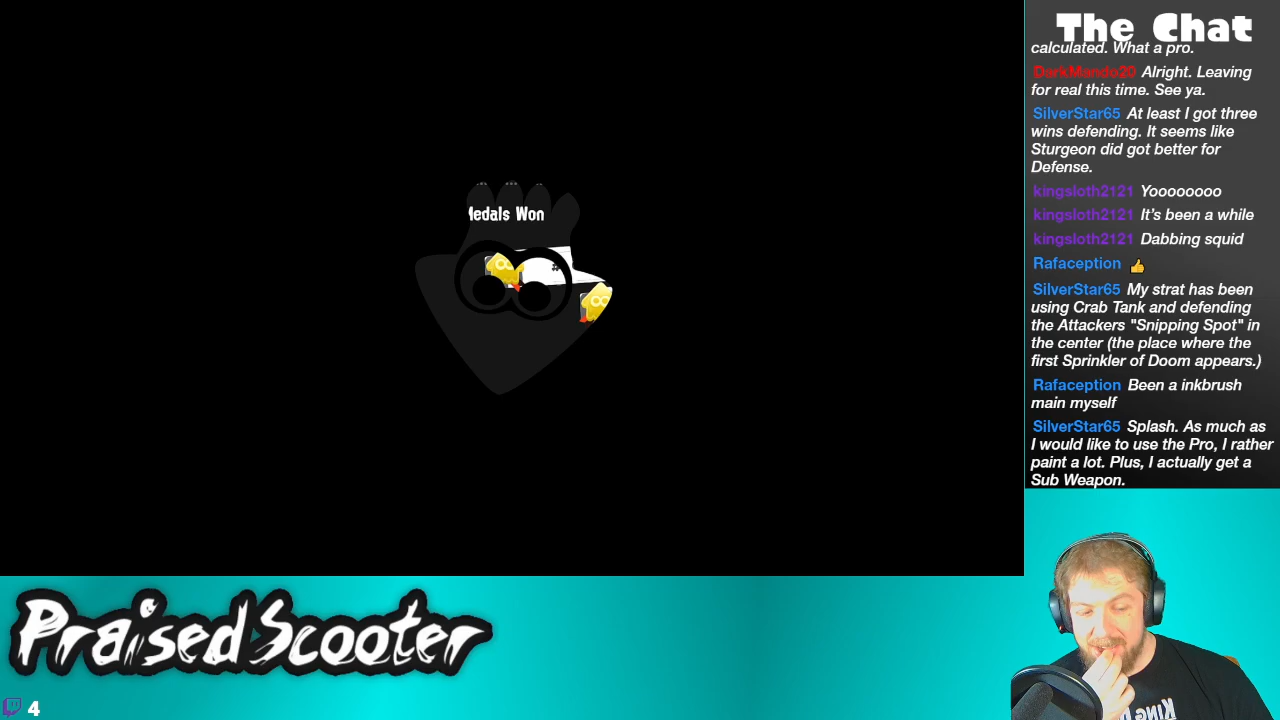 The Chat
calculated. What a pro.
DarkMando20 Alright. Leaving
for real this time. See ya.
SilverStar65 At least I got three
wins defending. It seems like
Sturgeon did got better for
Defense.
kingsloth2121 Yoooooooo
kingsloth2121 It's been a while
kingsloth2121 Dabbing squid
Rafaception 👍
SilverStar65 My strat has been
using Crab Tank and defending
the Attackers "Snipping Spot" in
the center (the place where the
first Sprinkler of Doom appears.)
Rafaception Been a inkbrush
main myself
SilverStar65 Splash. As much as
I would like to use the Pro, I rather
paint a lot. Plus, I actually get a
Sub Weapon.
Medals Won
PraisedScooter
4